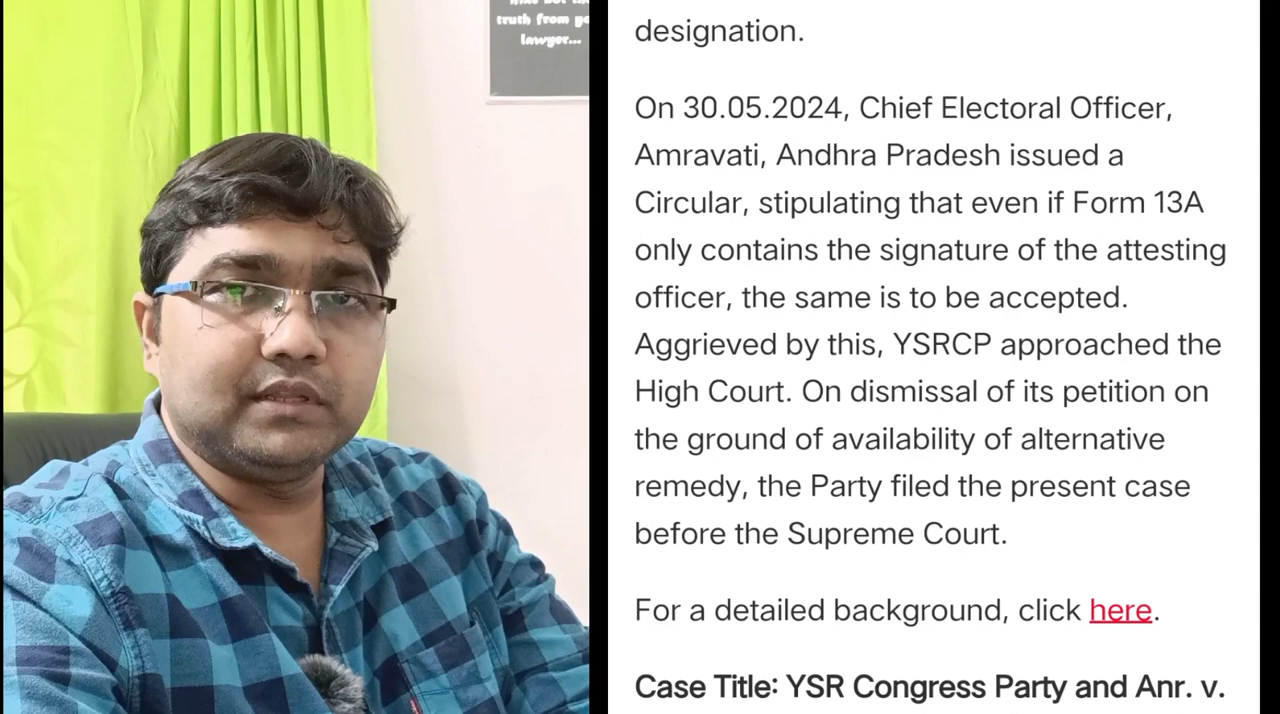 truth from
lawyer...
designation.
On 30.05.2024, Chief Electoral Officer,
Amravati, Andhra Pradesh issued a
Circular, stipulating that even if Form 13A
only contains the signature of the attesting
officer, the same is to be accepted.
Aggrieved by this, YSRCP approached the
High Court. On dismissal of its petition on
the ground of availability of alternative
remedy, the Party filed the present case
before the Supreme Court.
For a detailed background, click here.
Case Title: YSR Congress Party and Anr. v.